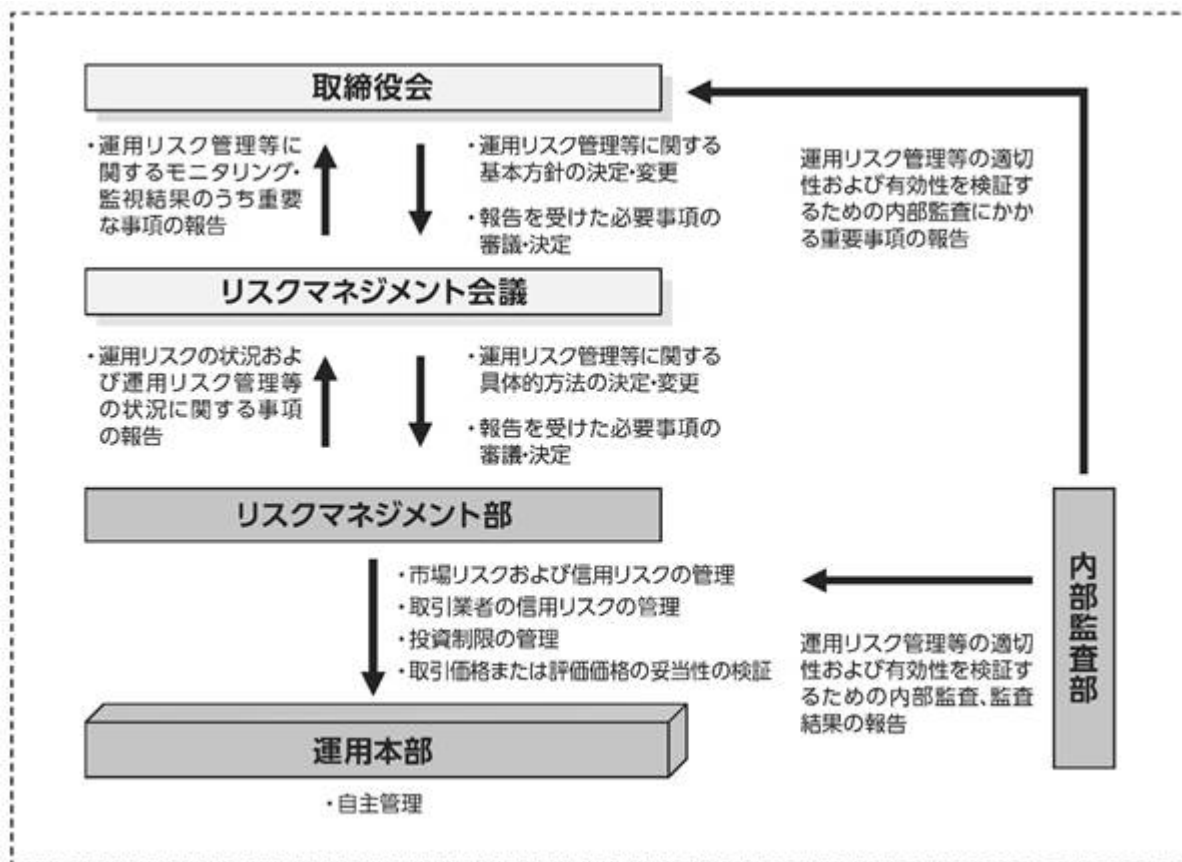 取締役会
・運用リスク管理等に
関するモニタリング・
監視結果のうち重要
な事項の報告
・運用リスク管理等に関する
基本方針の決定・変更
・報告を受けた必要事項の
審議・決定
運用リスク管理等の適切
性および有効性を検証す
るための内部監査にかか
る重要事項の報告
リスクマネジメント会議
・運用リスクの状況およ
び運用リスク管理等
の状況に関する事項
の報告
・運用リスク管理等に関する
具体的方法の決定・変更
・報告を受けた必要事項の
審議・決定
リスクマネジメント部
・市場リスクおよび信用リスクの管理
・取引業者の信用リスクの管理
・投資制限の管理
・取引価格または評価価格の妥当性の検証
運用リスク管理等の適切
性および有効性を検証す
るための内部監査、監査
結果の報告
内部監査部
運用本部
・自主管理